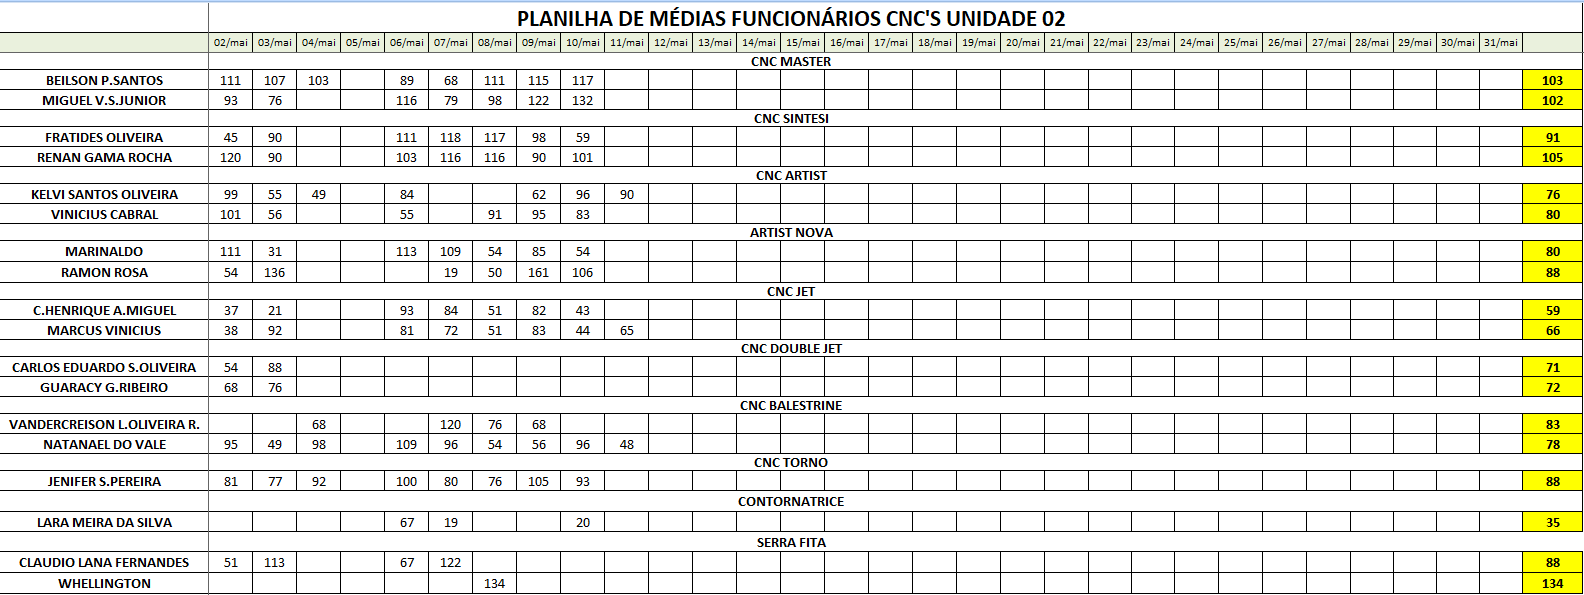 PLANILHA DE MÉDIAS FUNCIONÁRIOS CNC'S UNIDADE 02
02/mai 03/mai 04/mai 05/mai 06/mai 07/mai 08/mai 09/mai 10/mai 11/mai 12/mai 13/mai 14/mai 15/mai 16/mai 17/mai 18/mai 19/mai 20/mai 21/mai 22/mai 23/mai 24/mai 25/mai 26/mai 27/mai 28/mai 29/mai 30/mai 31/mai
CNC MASTER
BEILSON P.SANTOS 111 107 103 89 68 111 115 117 103
MIGUEL V.S.JUNIOR 93 76 116 79 98 122 132 102
CNC SINTESI
FRATIDES OLIVEIRA 45 90 111 118 117 98 59 91
RENAN GAMA ROCHA 120 90 103 116 116 90 101 105
CNC ARTIST
KELVI SANTOS OLIVEIRA 99 55 49 84 62 96 90 76
VINICIUS CABRAL 101 56 55 91 95 83 80
ARTIST NOVA
MARINALDO 111 31 113 109 54 85 54 80
RAMON ROSA 54 136 19 50 161 106 88
CNC JET
C.HENRIQUE A.MIGUEL 37 21 93 84 51 82 43 59
MARCUS VINICIUS 38 92 81 72 51 83 44 65 66
CNC DOUBLE JET
CARLOS EDUARDO S.OLIVEIRA 54 88 71
GUARACY G.RIBEIRO 68 76 72
CNC BALESTRINE
VANDERCREISON L.OLIVEIRA R. 68 120 76 68 83
NATANAEL DO VALE 95 49 98 109 96 54 56 96 48 78
CNC TORNO
JENIFER S.PEREIRA 81 77 92 100 80 76 105 93 88
CONTORNATRICE
LARA MEIRA DA SILVA 67 19 20 35
SERRA FITA
CLAUDIO LANA FERNANDES 51 113 67 122 88
WHELLINGTON 134 134